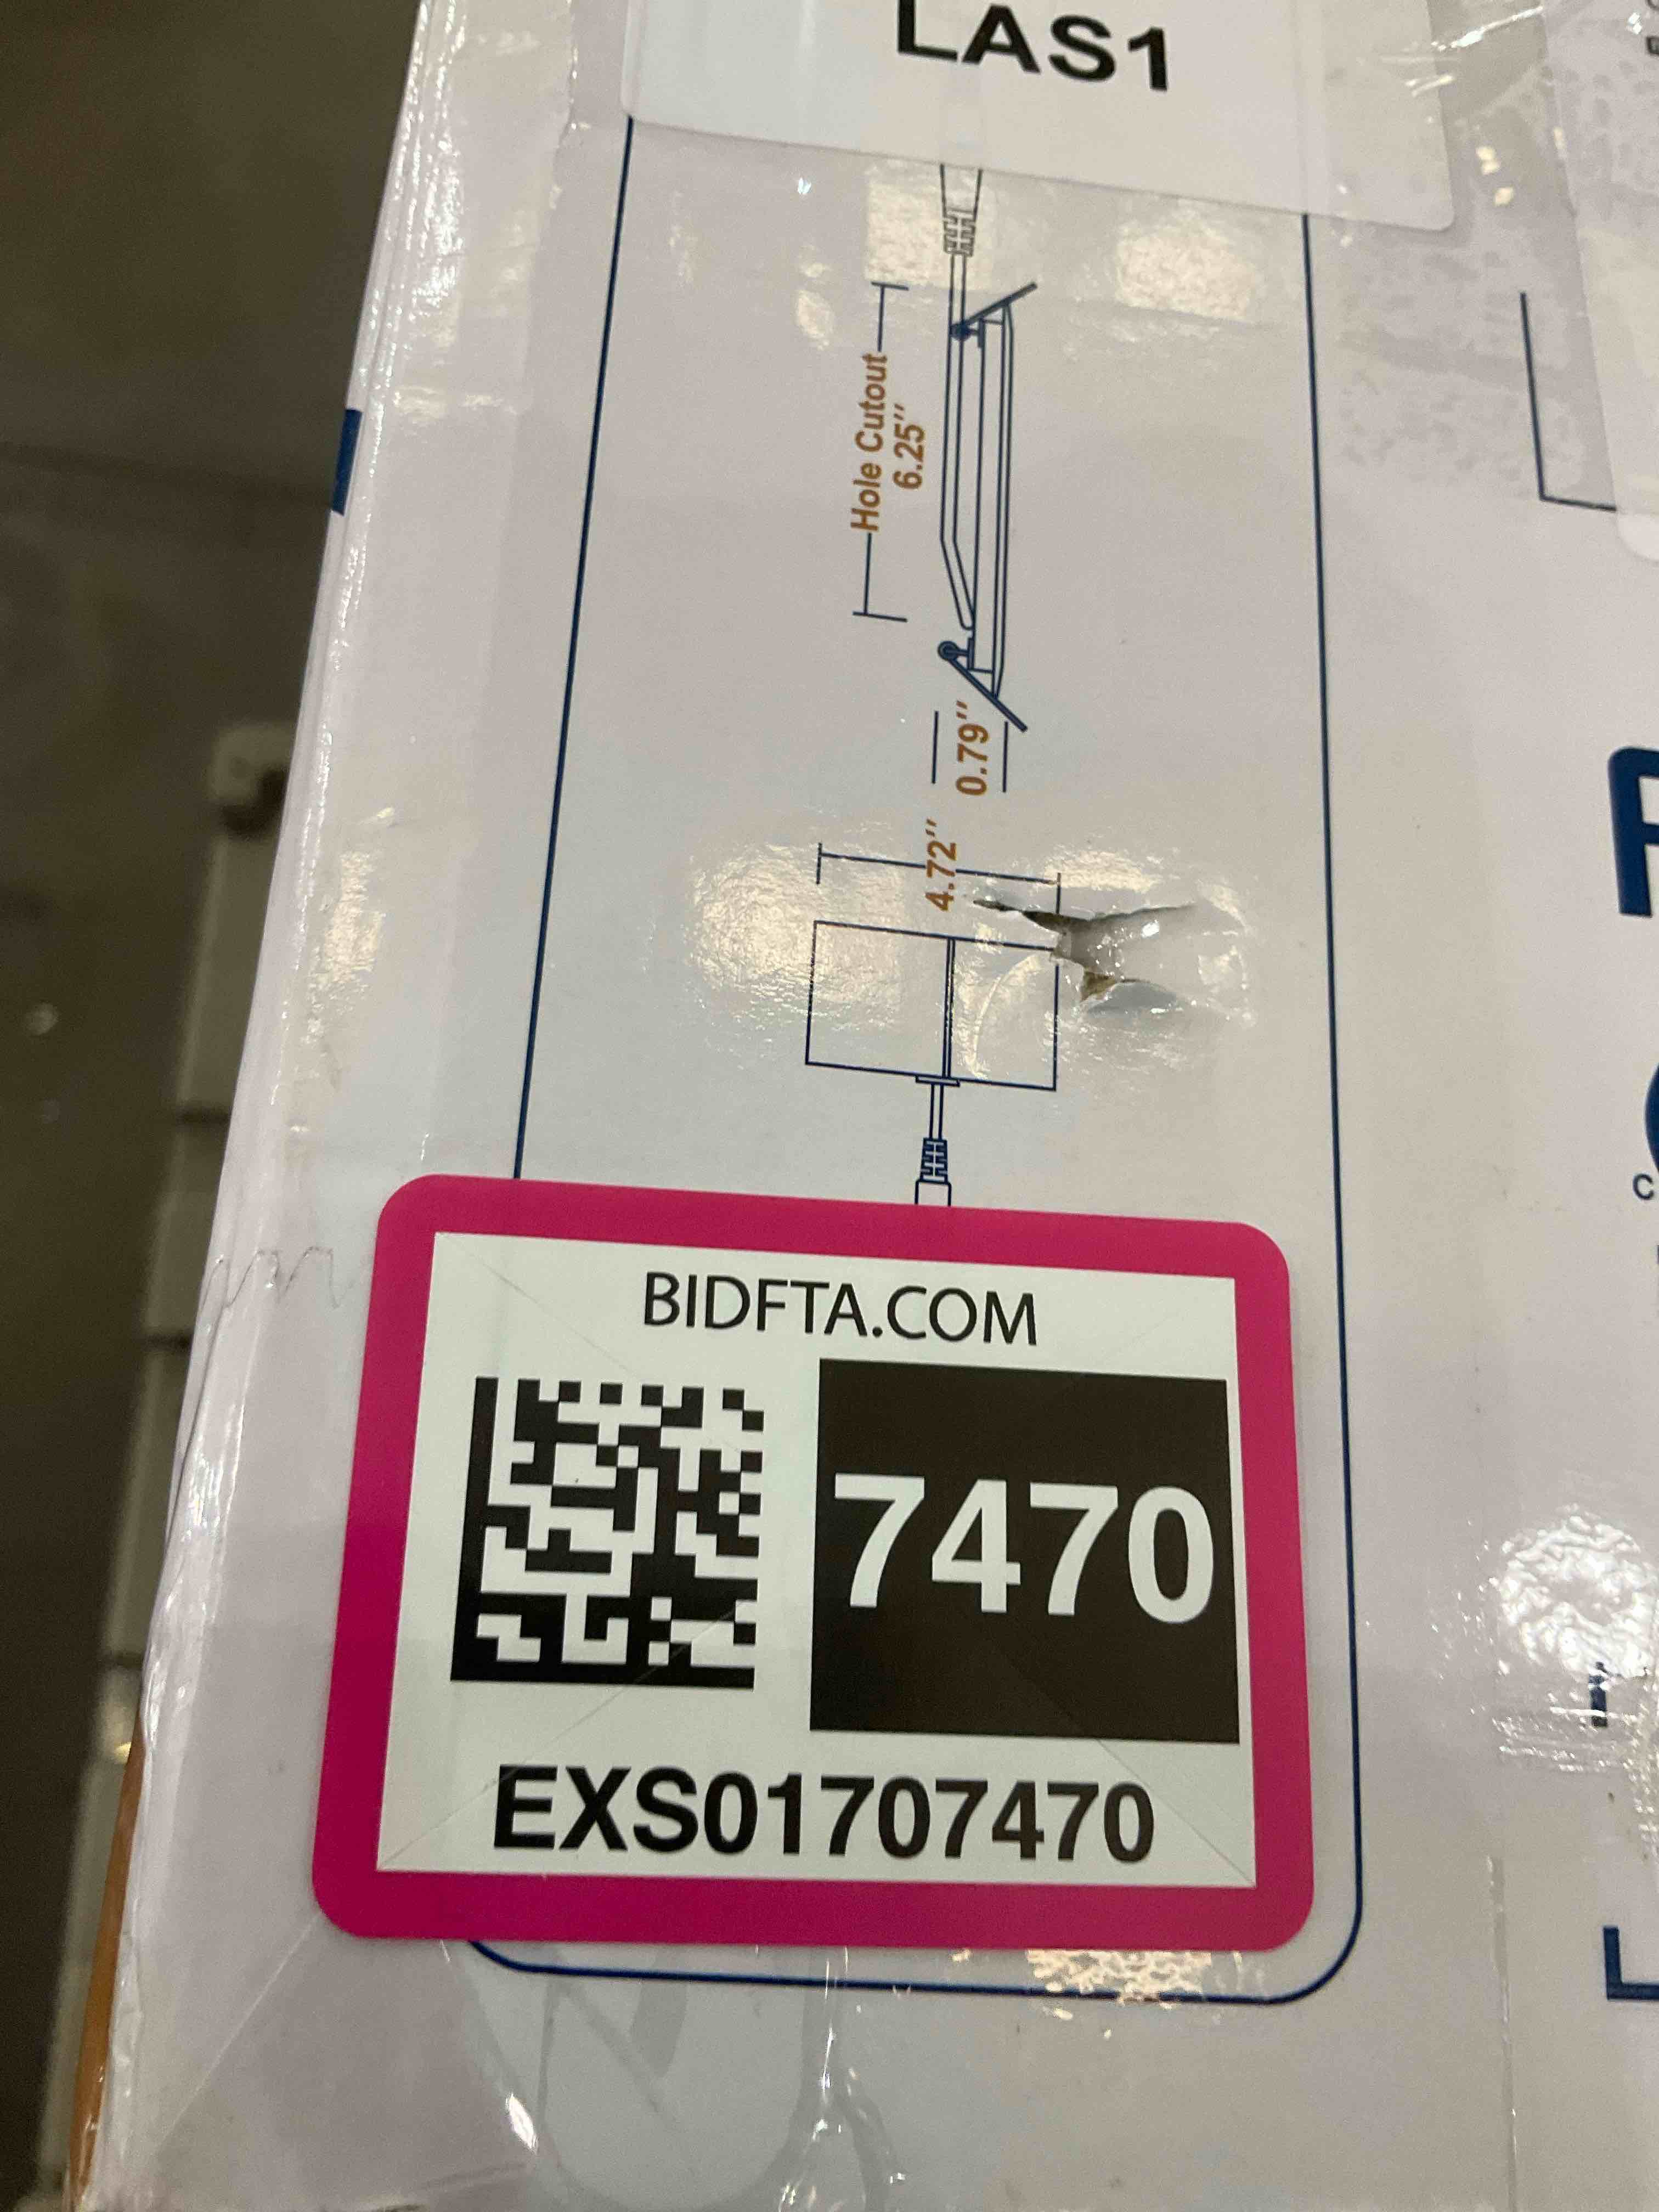 LAS1
Hole Cutout
6.25''
0.79''
4.72''
BIDFTA.COM
7470
EXS01707470